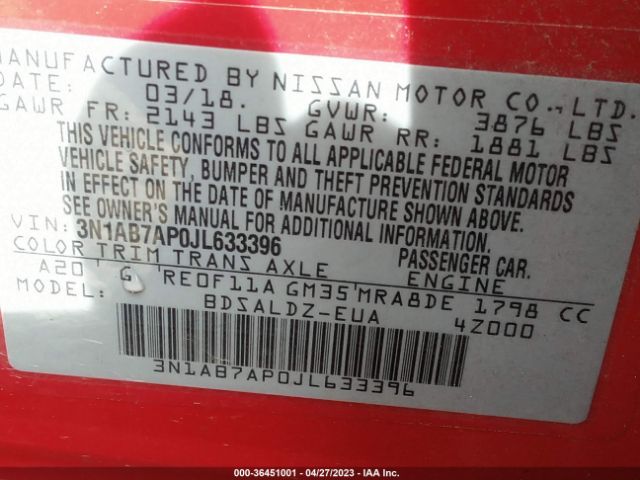 MANUFACTURED BY NISSAN MOTOR CO.,LTD.
DATE: 03/18. GVWR: 3876 LBS
GAWR FR: 2143 LBS GAWR RR: 1881 LBS
THIS VEHICLE CONFORMS TO ALL APPLICABLE FEDERAL MOTOR
VEHICLE SAFETY, BUMPER AND THEFT PREVENTION STANDARDS
IN EFFECT ON THE DATE OF MANUFACTURE SHOWN ABOVE.
SEE OWNER'S MANUAL FOR ADDITIONAL INFORMATION.
VIN: 3N1AB7AP0JL633396 PASSENGER CAR.
COLOR TRIM TRANS AXLE ENGINE
A20 G RE0F11A GM35 MRA8DE 1798 CC
MODEL: BDSALDZ-EUA 4Z000
3N1AB7AP0JL633396
000-36451001 - 04/27/2023 - IAA Inc.